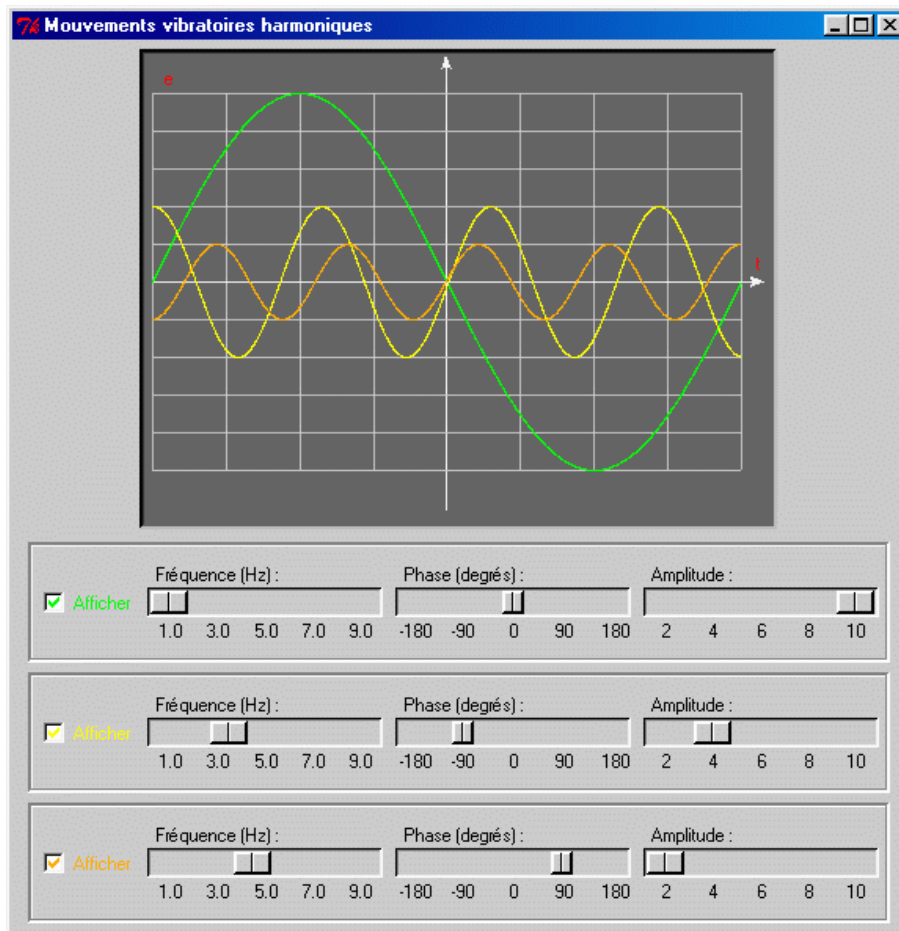 Mouvements vibratoires harmoniques
e
t
Fréquence (Hz) : Phase (degrés) : Amplitude :
Afficher
1.0 3.0 5.0 7.0 9.0 -180 -90 0 90 180 2 4 6 8 10
Fréquence (Hz) : Phase (degrés) : Amplitude :
Afficher
1.0 3.0 5.0 7.0 9.0 -180 -90 0 90 180 2 4 6 8 10
Fréquence (Hz) : Phase (degrés) : Amplitude :
Afficher
1.0 3.0 5.0 7.0 9.0 -180 -90 0 90 180 2 4 6 8 10